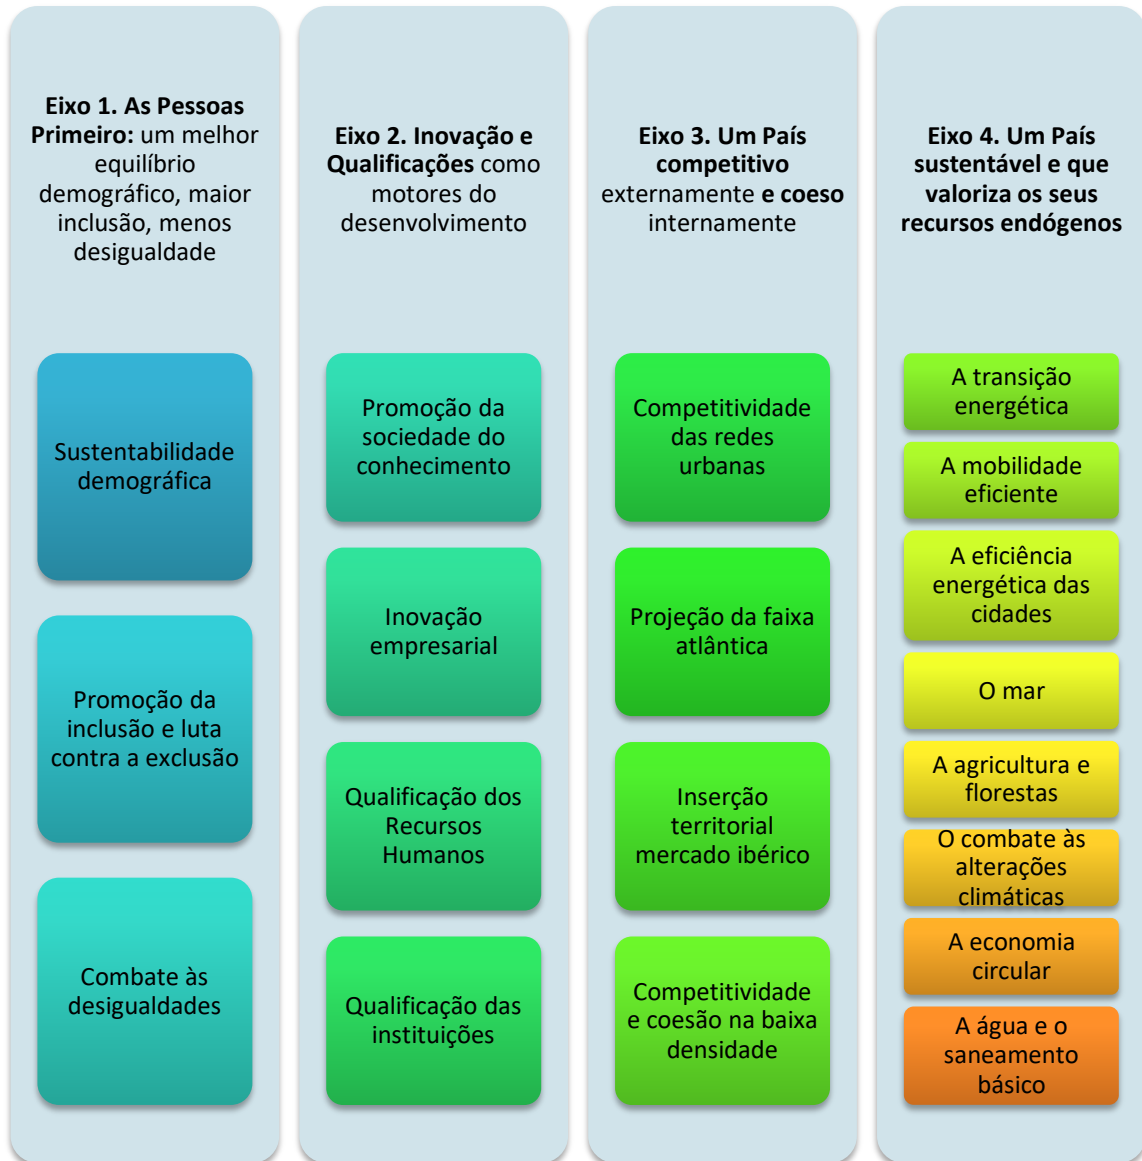 Eixo 1. As Pessoas
Primeiro: um melhor
equilíbrio
demográfico, maior
inclusão, menos
desigualdade
Sustentabilidade
demográfica
Promoção da
inclusão e luta
contra a exclusão
Combate às
desigualdades
Eixo 2. Inovação e
Qualificações como
motores do
desenvolvimento
Promoção da
sociedade do
conhecimento
Inovação
empresarial
Qualificação dos
Recursos
Humanos
Qualificação das
instituições
Eixo 3. Um País
competitivo
externamente e coeso
internamente
Competitividade
das redes
urbanas
Projeção da faixa
atlântica
Inserção
territorial
mercado ibérico
Competitividade
e coesão na baixa
densidade
Eixo 4. Um País
sustentável e que
valoriza os seus
recursos endógenos
A transição
energética
A mobilidade
eficiente
A eficiência
energética das
cidades
O mar
A agricultura e
florestas
O combate às
alterações
climáticas
A economia
circular
A água e o
saneamento
básico